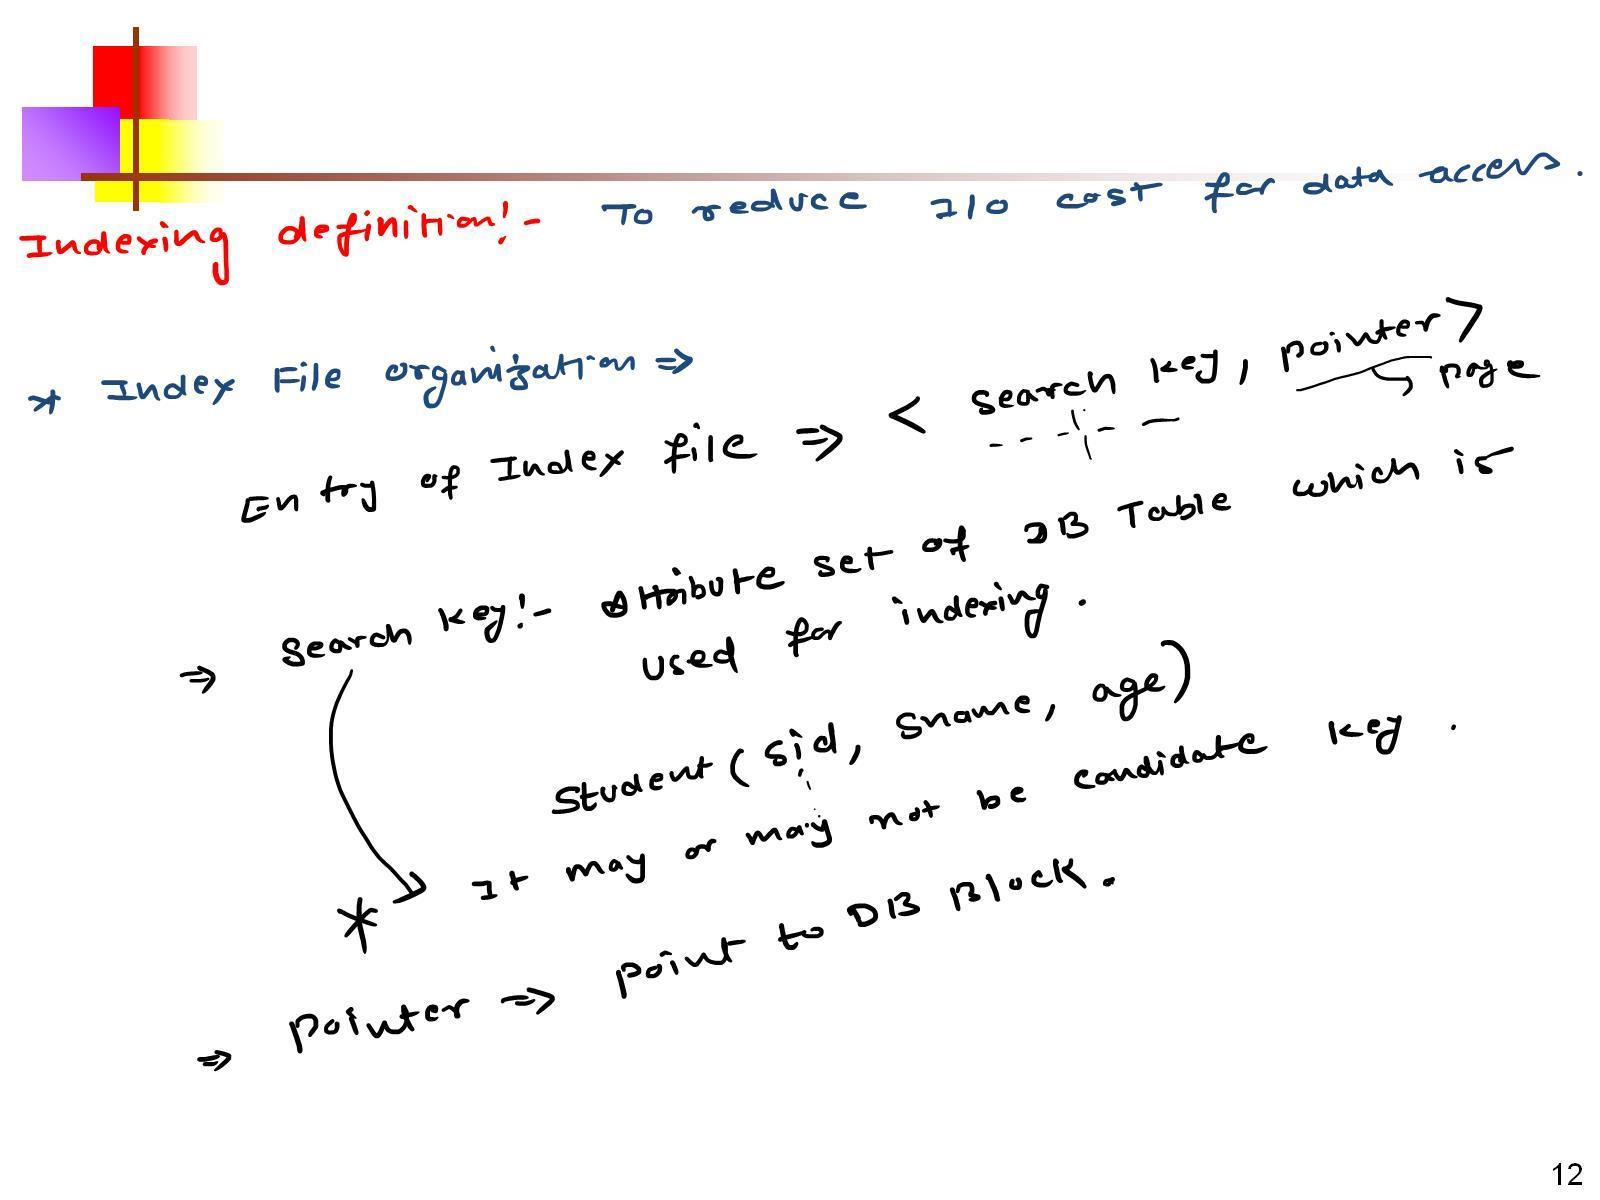 Indexing definition:- To reduce I/O cost for data access.
* Index File organization ⇒
Entry of Index file ⇒ < search key, pointer >
page
⇒ Search key:- Attribute set of DB Table which is
used for indexing.
Student ( sid, sname, age)
* It may or may not be candidate key.
⇒ pointer ⇒ point to DB Block.
12